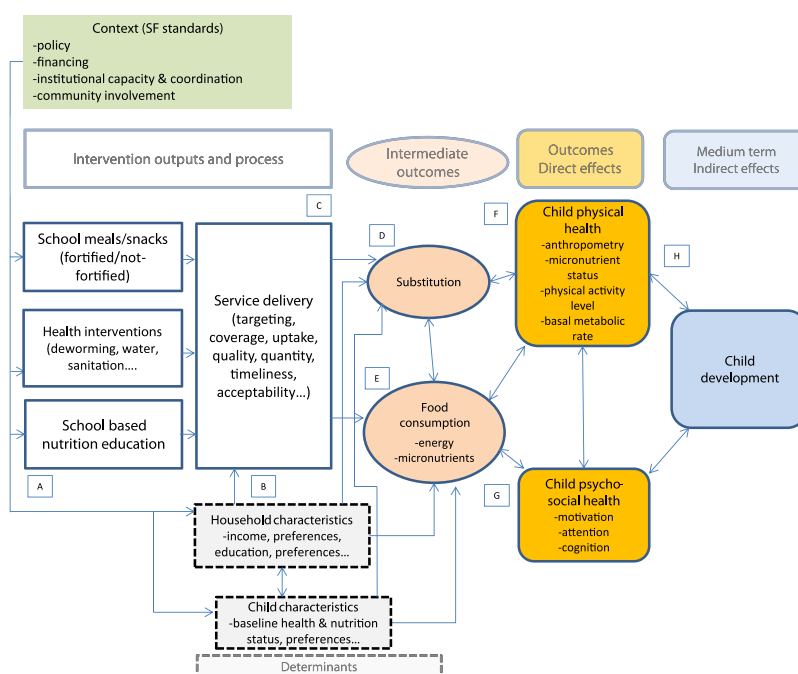 Context (SF standards)
-policy
-financing
-institutional capacity & coordination
-community involvement
Intervention outputs and process
Intermediate
outcomes
Outcomes
Direct effects
Medium term
Indirect effects
C
School meals/snacks
(fortified/not-
fortified)
Health interventions
(deworming, water,
sanitation....
School based
nutrition education
A
Service delivery
(targeting,
coverage, uptake,
quality, quantity,
timeliness,
acceptability...)
B
D
Substitution
E
Food
consumption
-energy
-micronutrients
F
Child physical
health
-anthropometry
-micronutrient
status
-physical activity
level
-basal metabolic
rate
G
Child psycho-
social health
-motivation
-attention
-cognition
H
Child
development
Household characteristics
-income, preferences,
education, preferences...
Child characteristics
-baseline health & nutrition
status, preferences...
Determinants